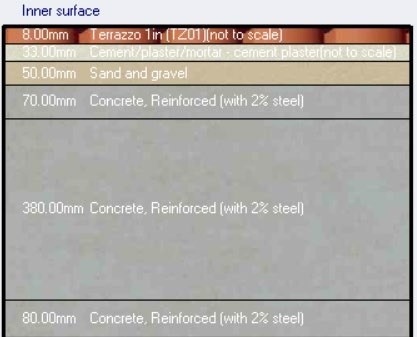 Inner surface
8.00mm Terrazzo 1in (TZ01)(not to scale)
33.00mm Cement/plaster/mortar - cement plaster(not to scale)
50.00mm Sand and gravel
70.00mm Concrete, Reinforced (with 2% steel)
380.00mm Concrete, Reinforced (with 2% steel)
80.00mm Concrete, Reinforced (with 2% steel)